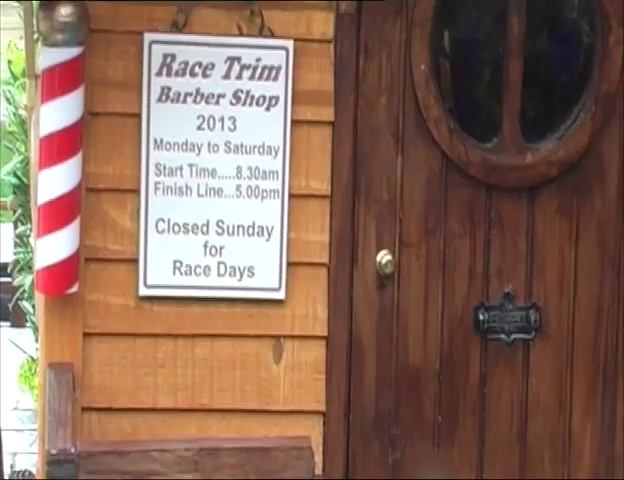 Race Trim
Barber Shop
2013
Monday to Saturday
Start Time.....8.30am
Finish Line...5.00pm
Closed Sunday
for
Race Days